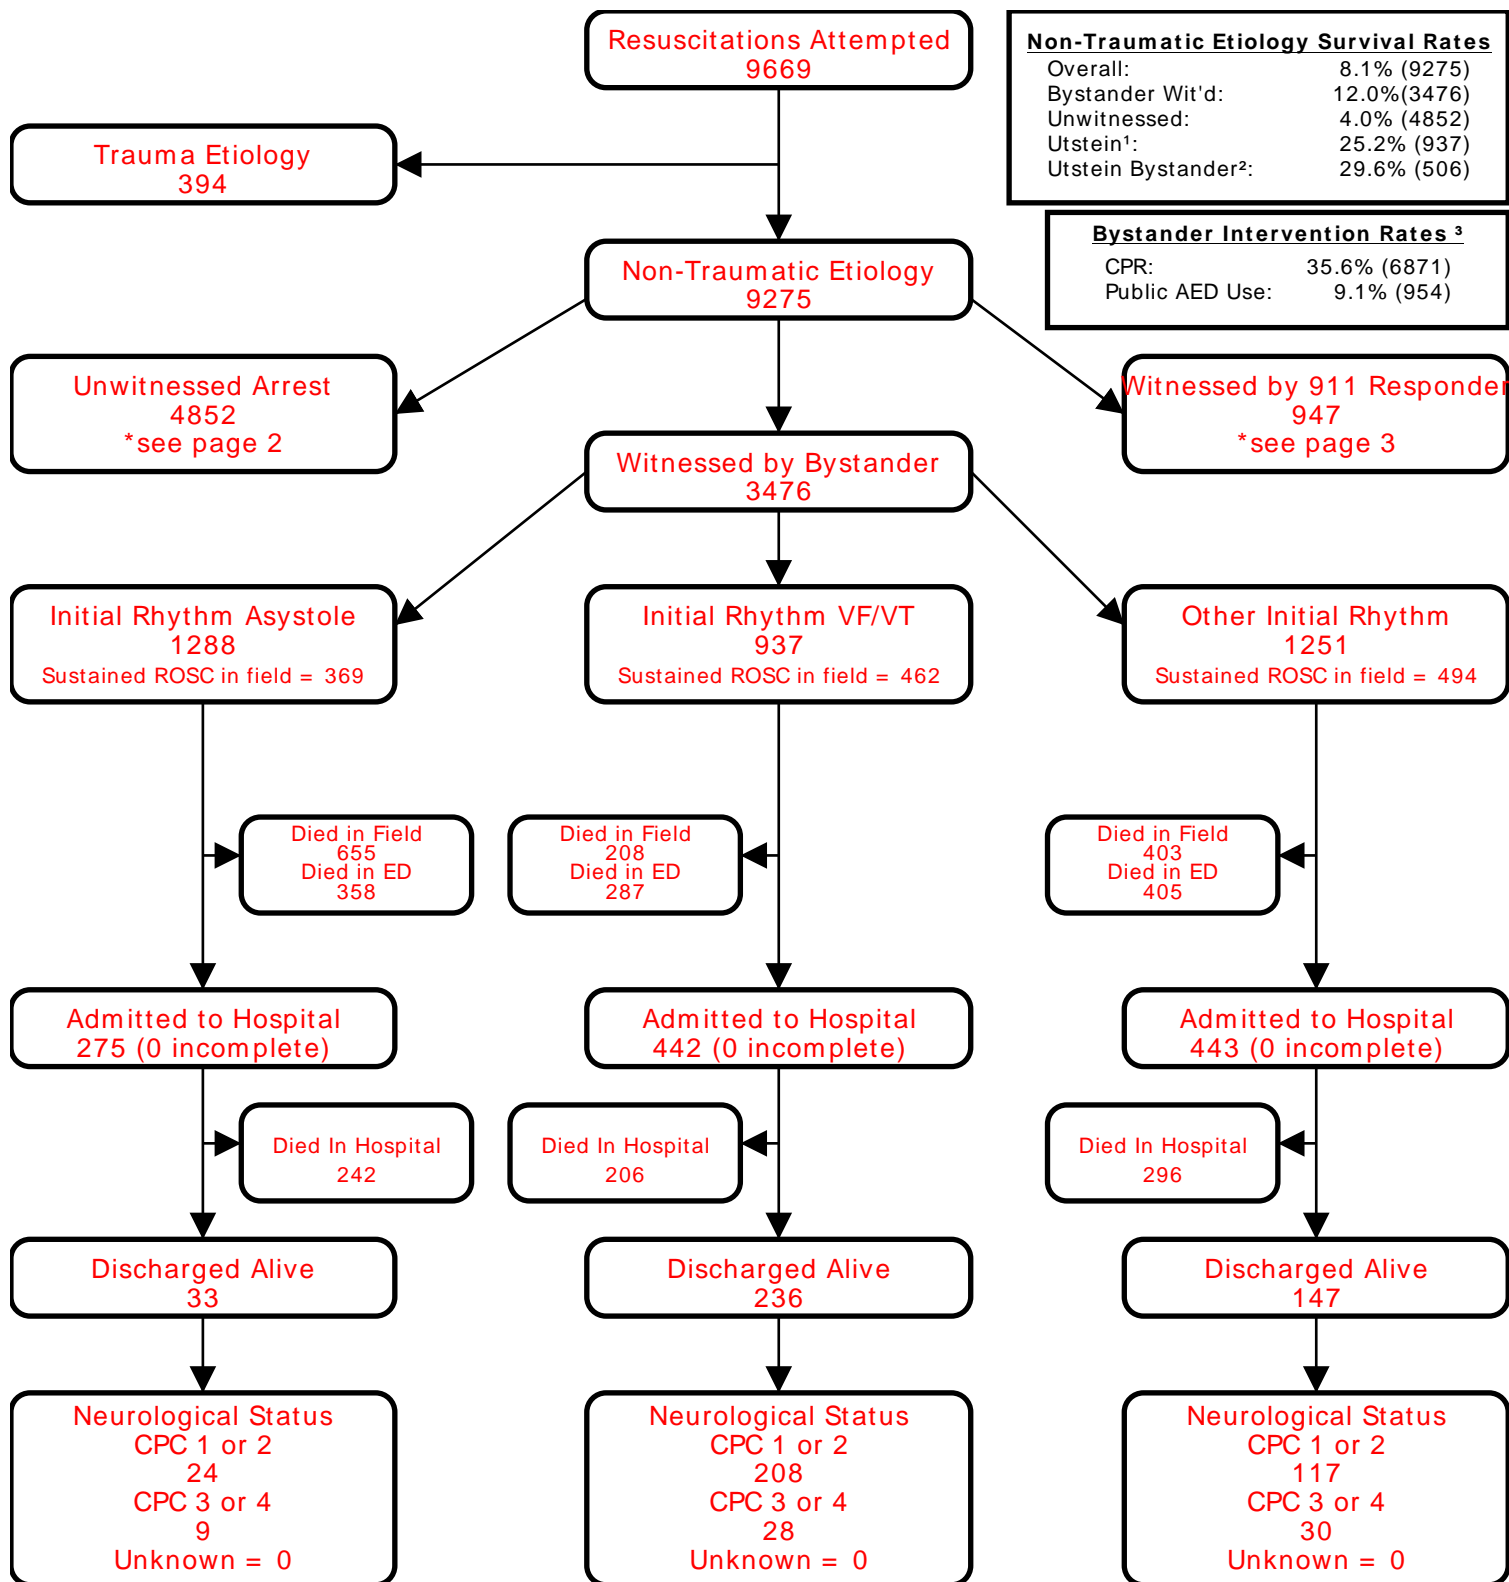 Resuscitations Attempted
9669
Non-Traumatic Etiology Survival Rates
Overall: 8.1% (9275)
Bystander Wit'd: 12.0%(3476)
Unwitnessed: 4.0% (4852)
Utstein¹: 25.2% (937)
Utstein Bystander²: 29.6% (506)
Trauma Etiology
394
Bystander Intervention Rates ³
CPR: 35.6% (6871)
Public AED Use: 9.1% (954)
Non-Traumatic Etiology
9275
Unwitnessed Arrest
4852
*see page 2
Witnessed by 911 Responder
947
*see page 3
Witnessed by Bystander
3476
Initial Rhythm Asystole
1288
Sustained ROSC in field = 369
Initial Rhythm VF/VT
937
Sustained ROSC in field = 462
Other Initial Rhythm
1251
Sustained ROSC in field = 494
Died in Field
655
Died in ED
358
Died in Field
208
Died in ED
287
Died in Field
403
Died in ED
405
Admitted to Hospital
275 (0 incomplete)
Admitted to Hospital
442 (0 incomplete)
Admitted to Hospital
443 (0 incomplete)
Died In Hospital
242
Died In Hospital
206
Died In Hospital
296
Discharged Alive
33
Discharged Alive
236
Discharged Alive
147
Neurological Status
CPC 1 or 2
24
CPC 3 or 4
9
Unknown = 0
Neurological Status
CPC 1 or 2
208
CPC 3 or 4
28
Unknown = 0
Neurological Status
CPC 1 or 2
117
CPC 3 or 4
30
Unknown = 0